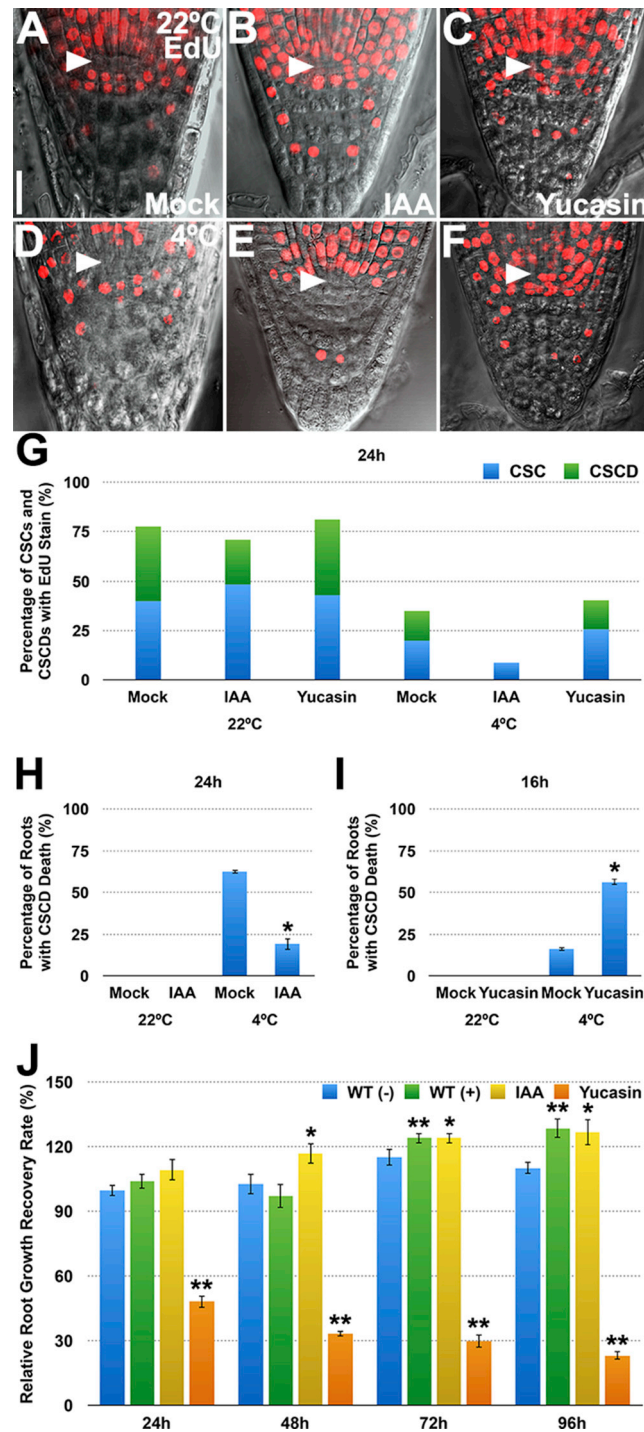 A
22ºC
EdU
B
C
Mock
IAA
Yucasin
D
4ºC
E
F
G
24h
CSC
CSCD
Percentage of CSCs and
CSCDs with EdU Stain (%)
100
75
50
25
0
Mock
IAA
Yucasin
Mock
IAA
Yucasin
22ºC
4ºC
H
24h
Percentage of Roots
with CSCD Death (%)
100
75
50
25
0
*
Mock
IAA
Mock
IAA
22ºC
4ºC
I
16h
Percentage of Roots
with CSCD Death (%)
100
75
50
25
0
*
Mock
Yucasin
Mock
Yucasin
22ºC
4ºC
J
Relative Root Growth Recovery Rate (%)
150
120
90
60
30
0
WT (-)
WT (+)
IAA
Yucasin
**
*
**
**
*
**
**
*
**
24h
48h
72h
96h